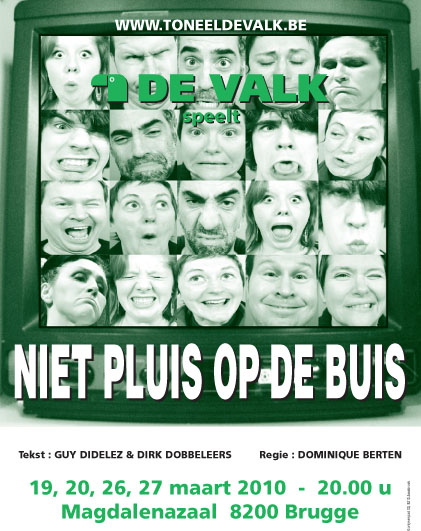 WWW.TONEELDEVALK.BE
DE VALK
speelt
NIET PLUIS OP DE BUIS
Tekst : GUY DIDELEZ & DIRK DOBBELEERS Regie : DOMINIQUE BERTEN
19, 20, 26, 27 maart 2010 - 20.00 u
Magdalenazaal 8200 Brugge